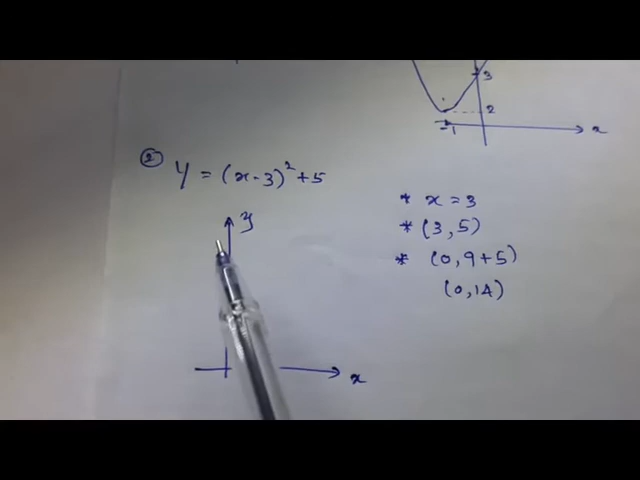 3
2
-1
x
② y = (x-3)² + 5
* x = 3
* (3, 5)
* (0, 9+5)
(0, 14)
y
x